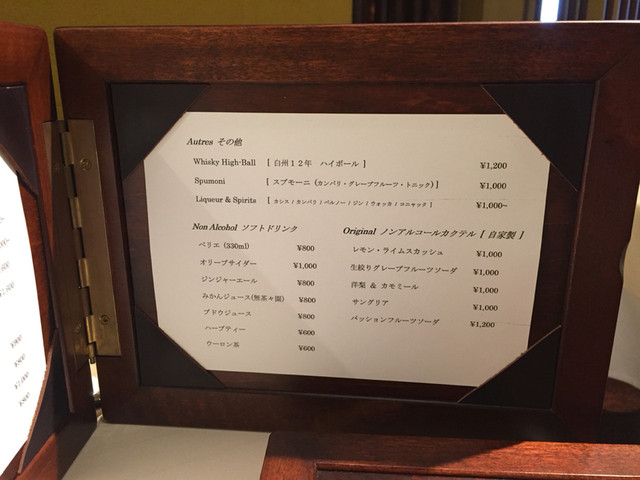 Autres その他
Whisky High-Ball [ 白州12年 ハイボール ] ¥1,200
Spumoni [ スプモーニ (カンパリ・グレープフルーツ・トニック) ] ¥1,000
Liqueur & Spirits [ カシス / カンパリ / ペルノー / ジン / ウォッカ / コニャック ] ¥1,000~
Non Alcohol ソフトドリンク
ペリエ (330ml) ¥800
オリーブサイダー ¥1,000
ジンジャーエール ¥800
みかんジュース(無茶々園) ¥800
ブドウジュース ¥800
ハーブティー ¥600
ウーロン茶 ¥600
Original ノンアルコールカクテル [ 自家製 ]
レモン・ライムスカッシュ ¥1,000
生絞りグレープフルーツソーダ ¥1,000
洋梨 & カモミール ¥1,000
サングリア ¥1,000
パッションフルーツソーダ ¥1,200